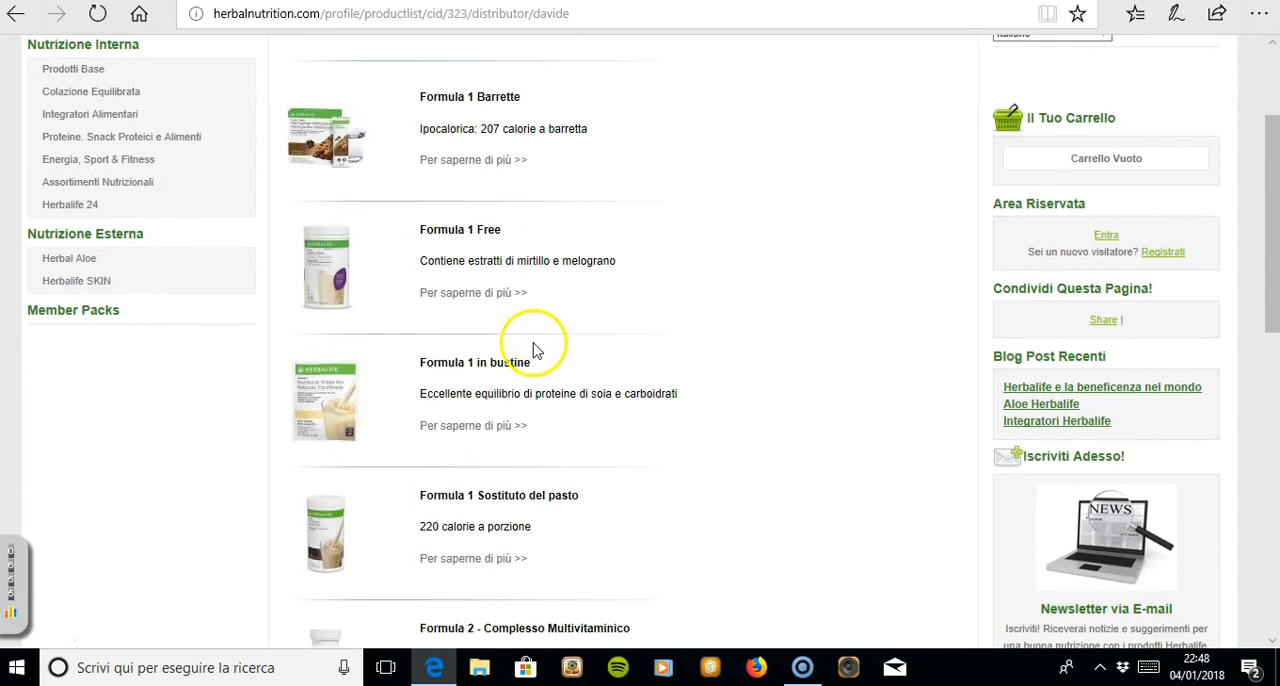 herbalnutrition.com/profile/productlist/cid/323/distributor/davide
Nutrizione Interna
Prodotti Base
Colazione Equilibrata
Integratori Alimentari
Proteine. Snack Proteici e Alimenti
Energia, Sport & Fitness
Assortimenti Nutrizionali
Herbalife 24
Nutrizione Esterna
Herbal Aloe
Herbalife SKIN
Member Packs
Formula 1 Barrette
Ipocalorica: 207 calorie a barretta
Per saperne di più >>
Formula 1 Free
Contiene estratti di mirtillo e melograno
Per saperne di più >>
HERBALIFE
Formula 1 in bustine
Eccellente equilibrio di proteine di soia e carboidrati
Per saperne di più >>
Formula 1 Sostituto del pasto
220 calorie a porzione
Per saperne di più >>
Formula 2 - Complesso Multivitaminico
Italiano
Il Tuo Carrello
Carrello Vuoto
Area Riservata
Entra
Sei un nuovo visitatore? Registrati
Condividi Questa Pagina!
Share |
Blog Post Recenti
Herbalife e la beneficenza nel mondo
Aloe Herbalife
Integratori Herbalife
Iscriviti Adesso!
NEWS
Newsletter via E-mail
Iscriviti! Riceverai notizie e suggerimenti per
una buona nutrizione con i prodotti Herbalife
Scrivi qui per eseguire la ricerca
22:48
04/01/2018
2